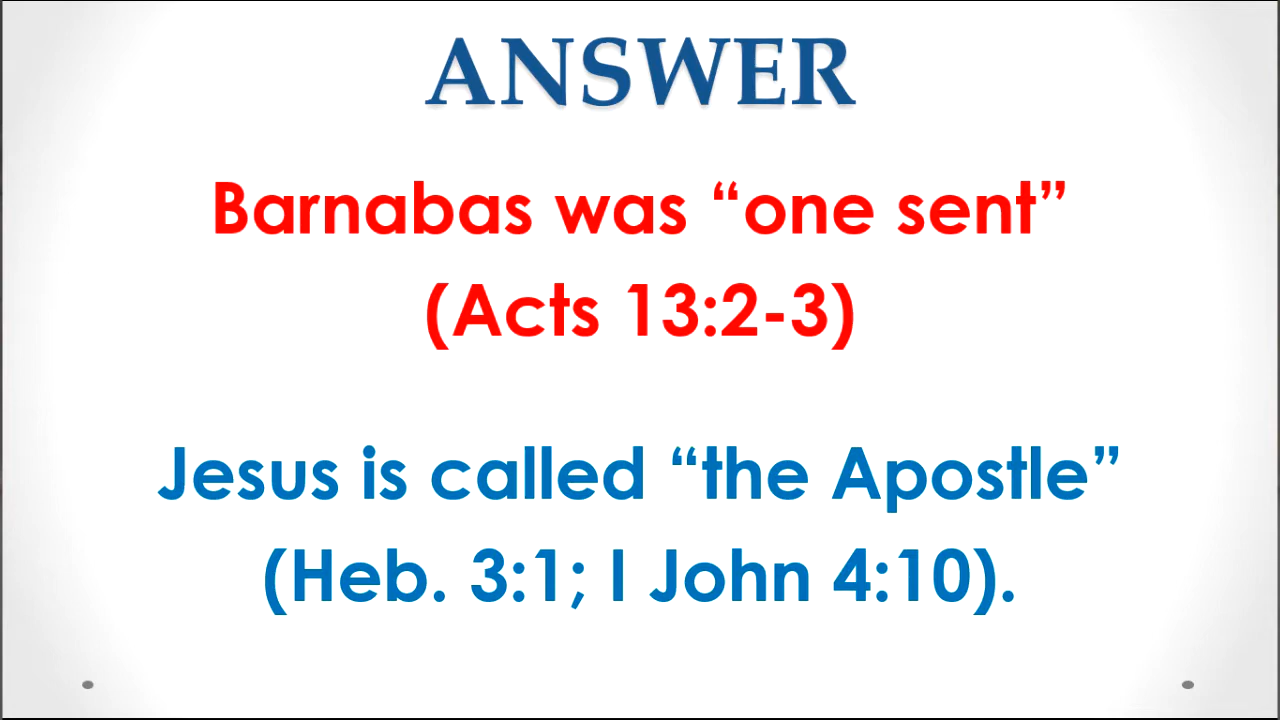 ANSWER
Barnabas was “one sent”
(Acts 13:2-3)
Jesus is called “the Apostle”
(Heb. 3:1; I John 4:10).